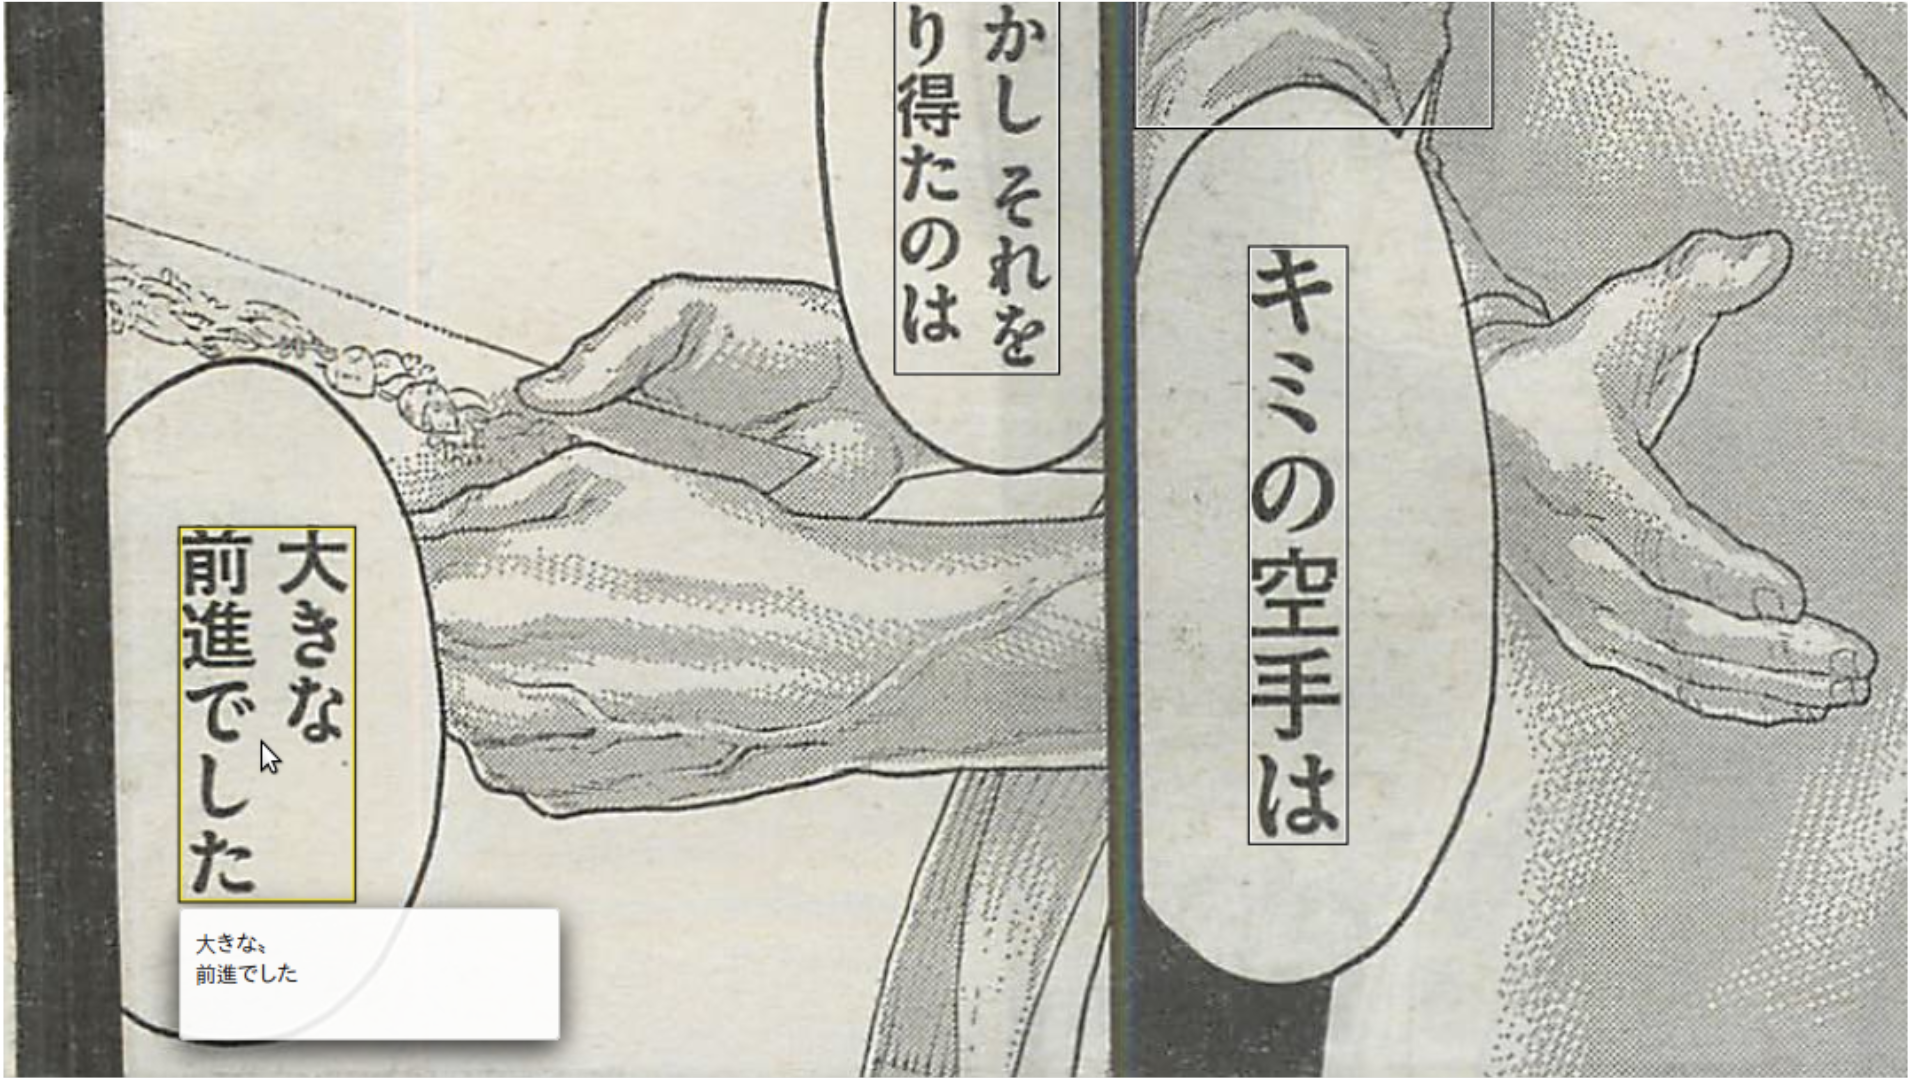 キミの空手は
かし それを
り得たのは
大きな
前進でした
大きな〻
前進でした